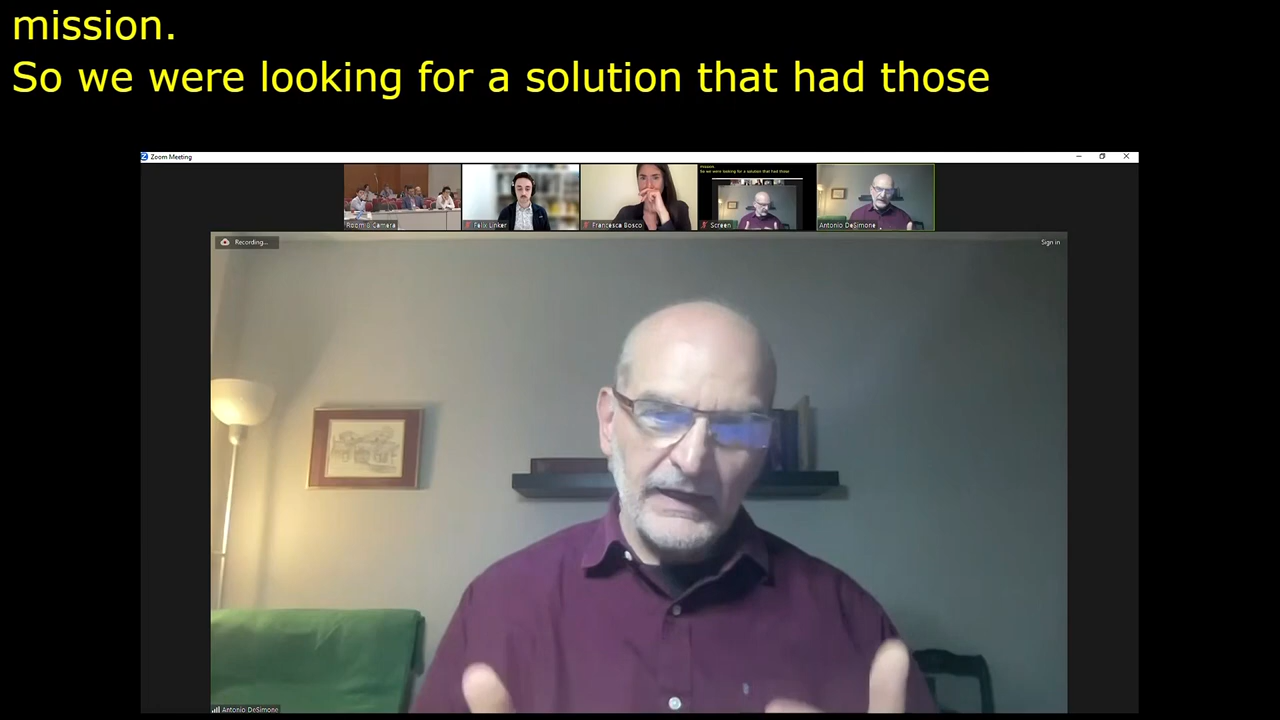 mission.
So we were looking for a solution that had those
Zoom Meeting
Room 8 Camera
Felix Linker
Francesca Bosco
Screen
Antonio DeSimone
Recording...
Sign in
Antonio DeSimone